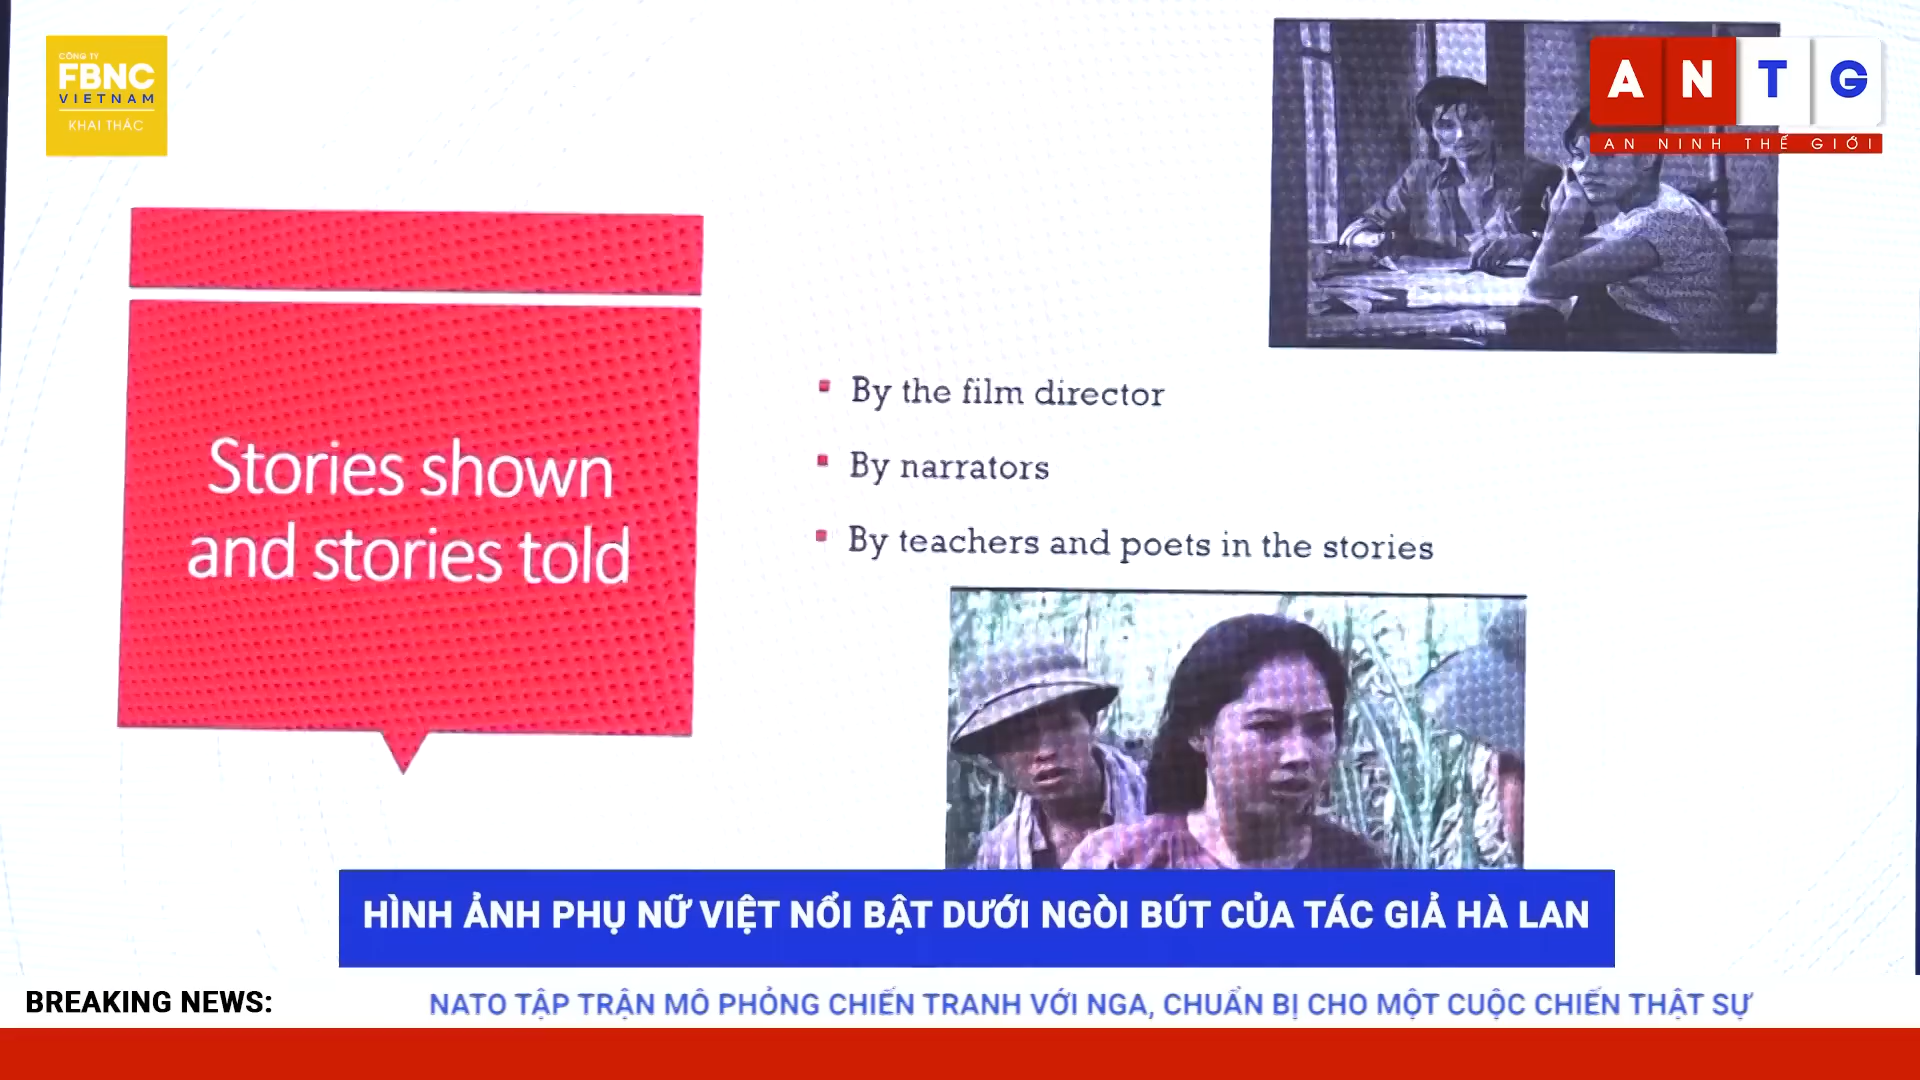 CÔNG TY
FBNC
VIETNAM
KHAI THÁC
ANTG
AN NINH THẾ GIỚI
Stories shown
and stories told
By the film director
By narrators
By teachers and poets in the stories
HÌNH ẢNH PHỤ NỮ VIỆT NỔI BẬT DƯỚI NGÒI BÚT CỦA TÁC GIẢ HÀ LAN
BREAKING NEWS:
NATO TẬP TRẬN MÔ PHỎNG CHIẾN TRANH VỚI NGA, CHUẨN BỊ CHO MỘT CUỘC CHIẾN THẬT SỰ